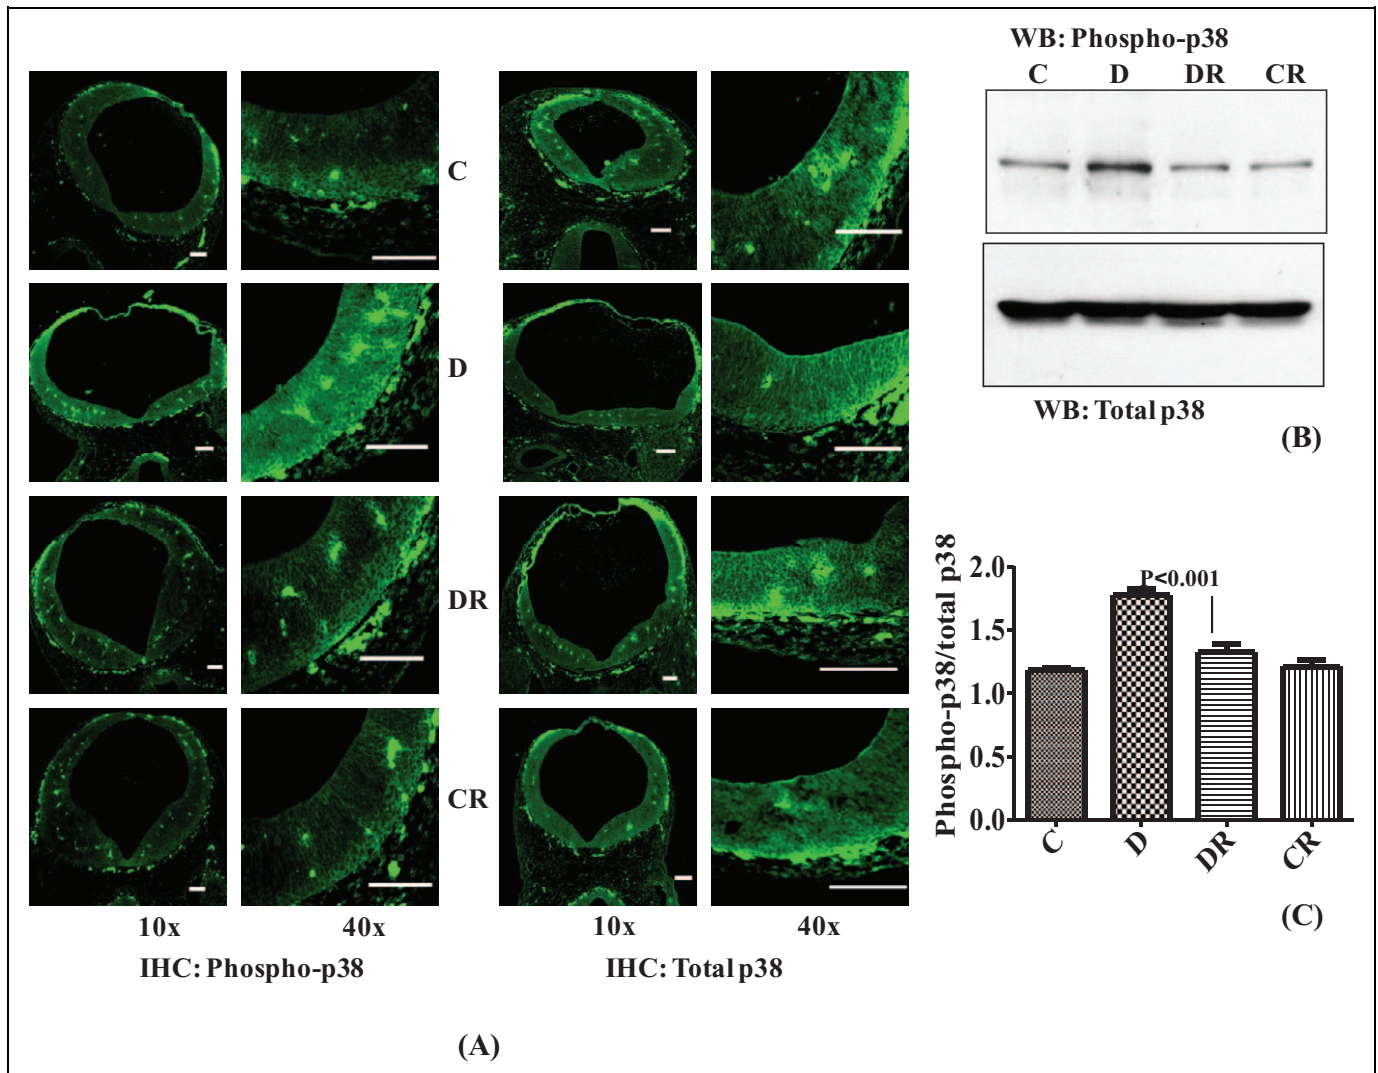 C
D
DR
CR
10x
40x
10x
40x
IHC: Phospho-p38
IHC: Total p38
(A)
WB: Phospho-p38
C D DR CR
WB: Total p38
(B)
Phospho-p38/total p38
2.0
1.5
1.0
0.5
0.0
P<0.001
C
D
DR
CR
(C)